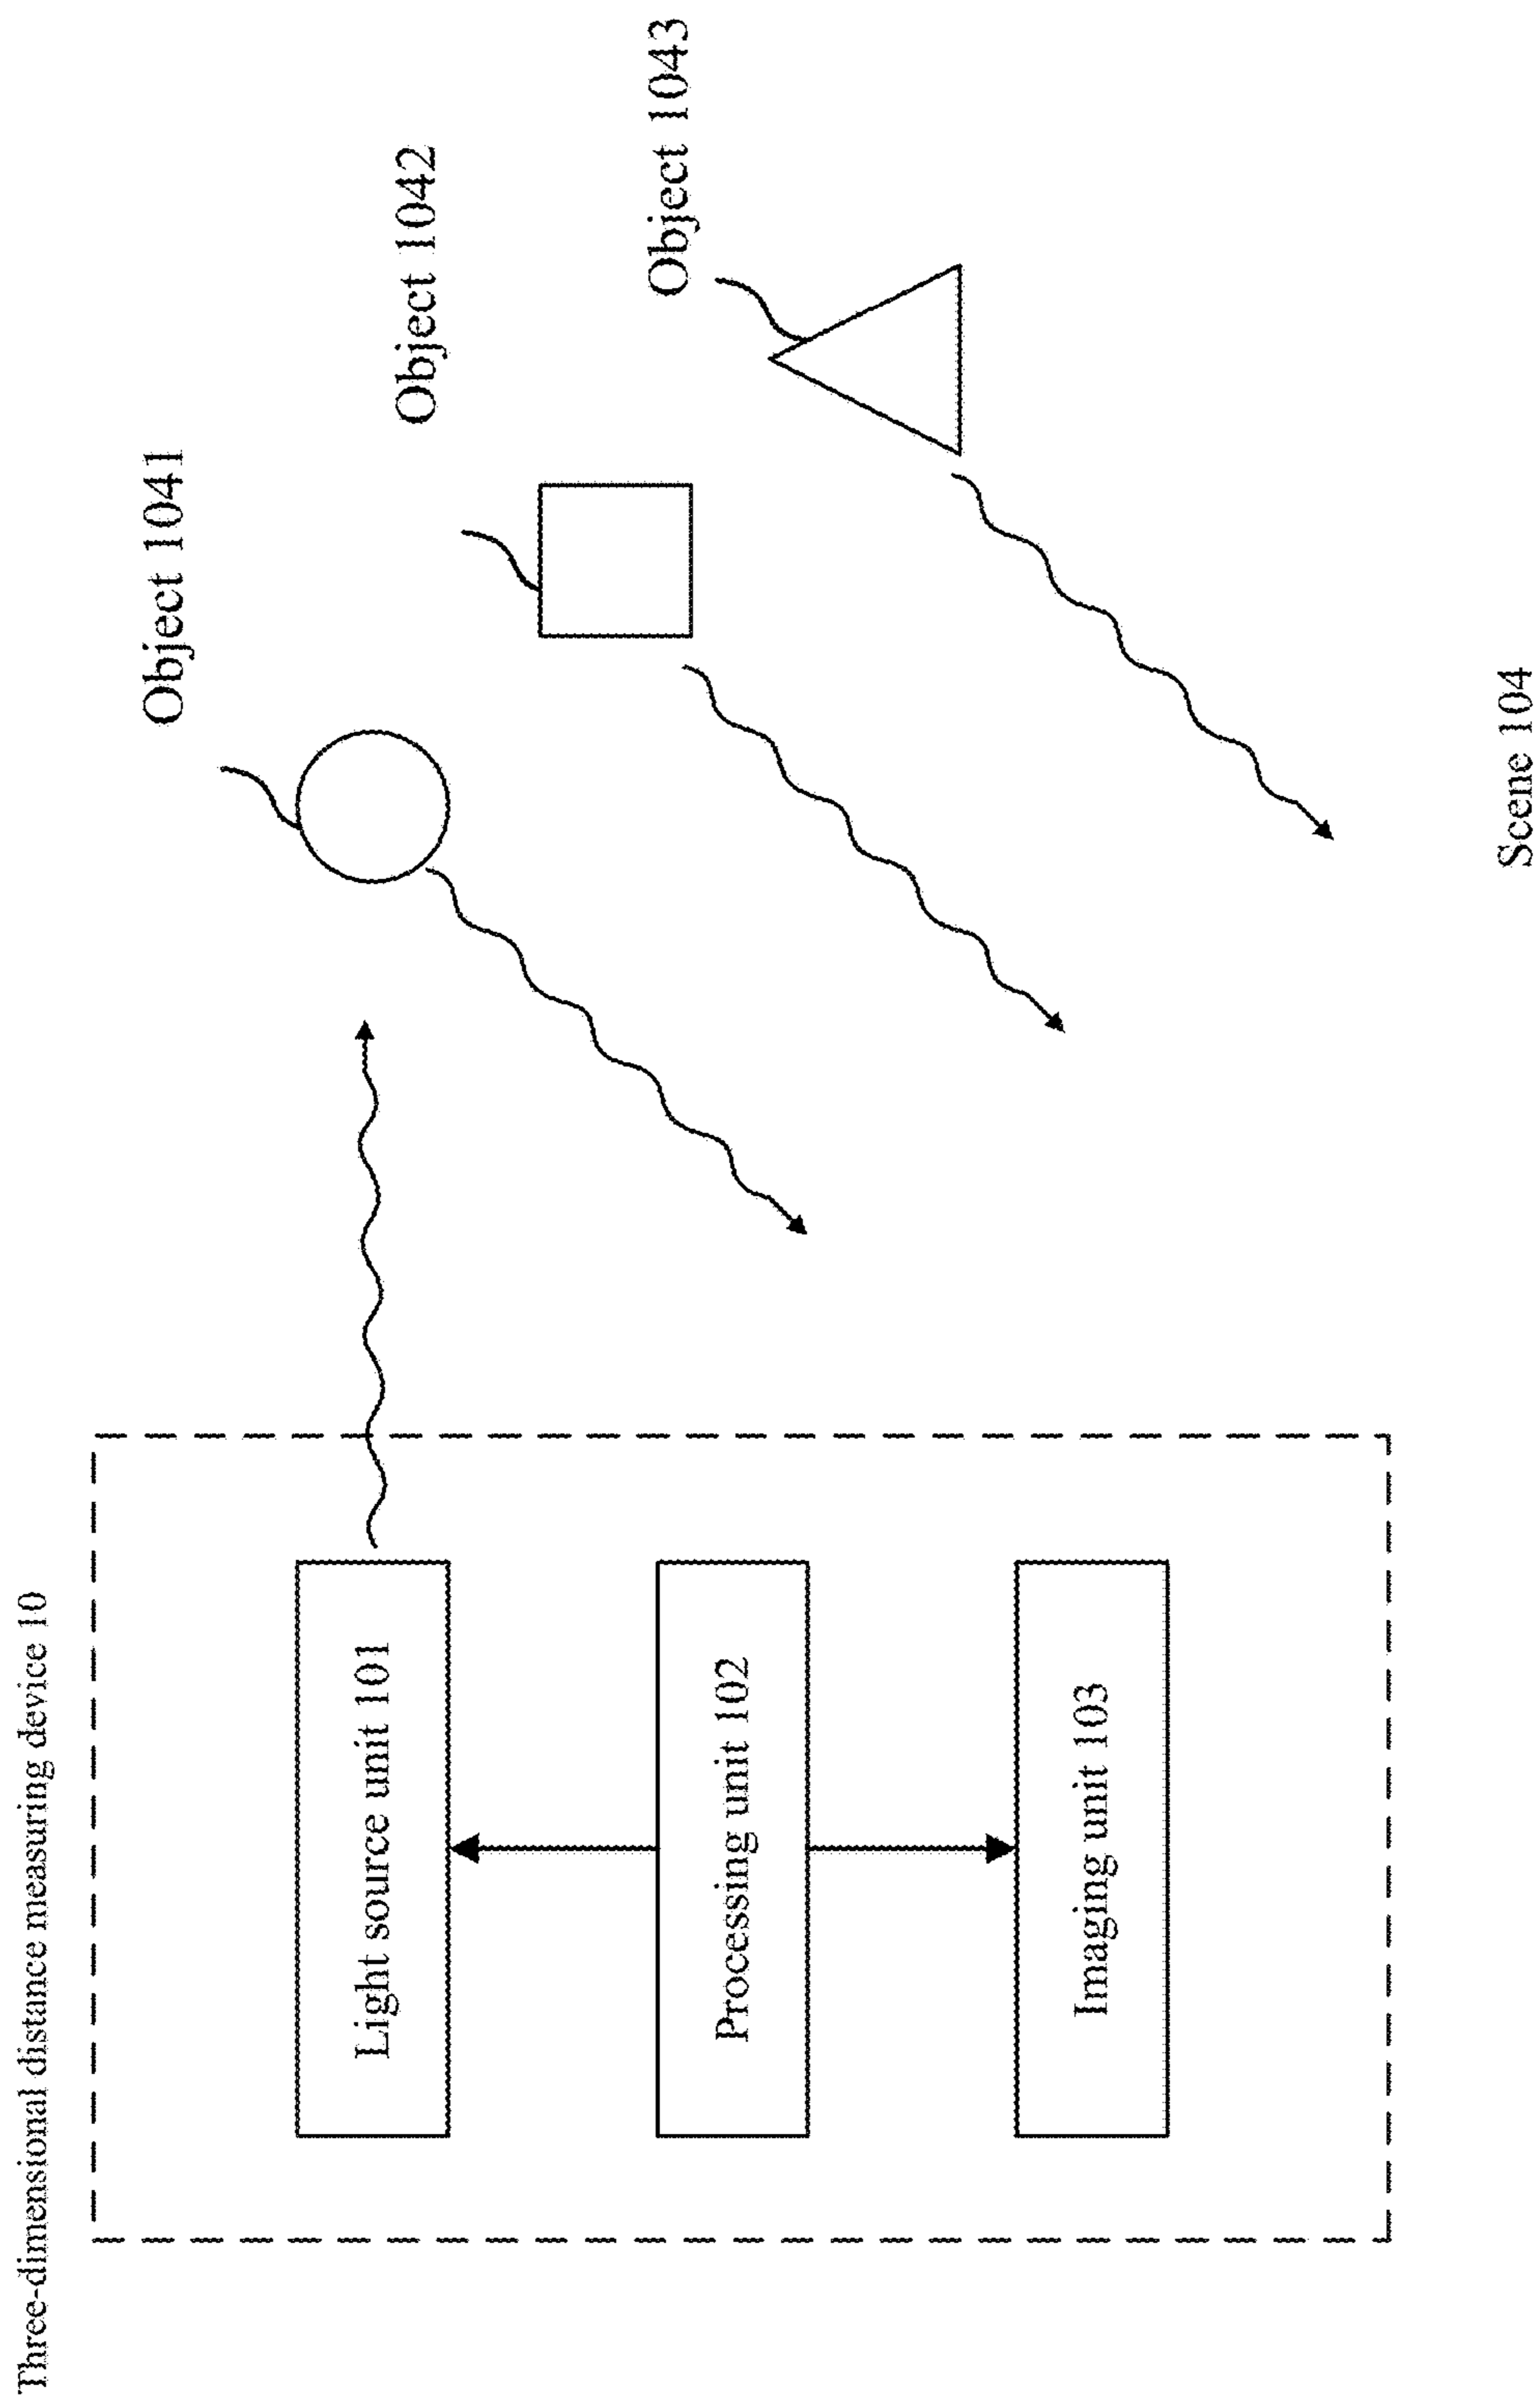 Three-dimensional distance measuring device 10
Light source unit 101
Processing unit 102
Imaging unit 103
Object 1041
Object 1042
Object 1043
Scene 104